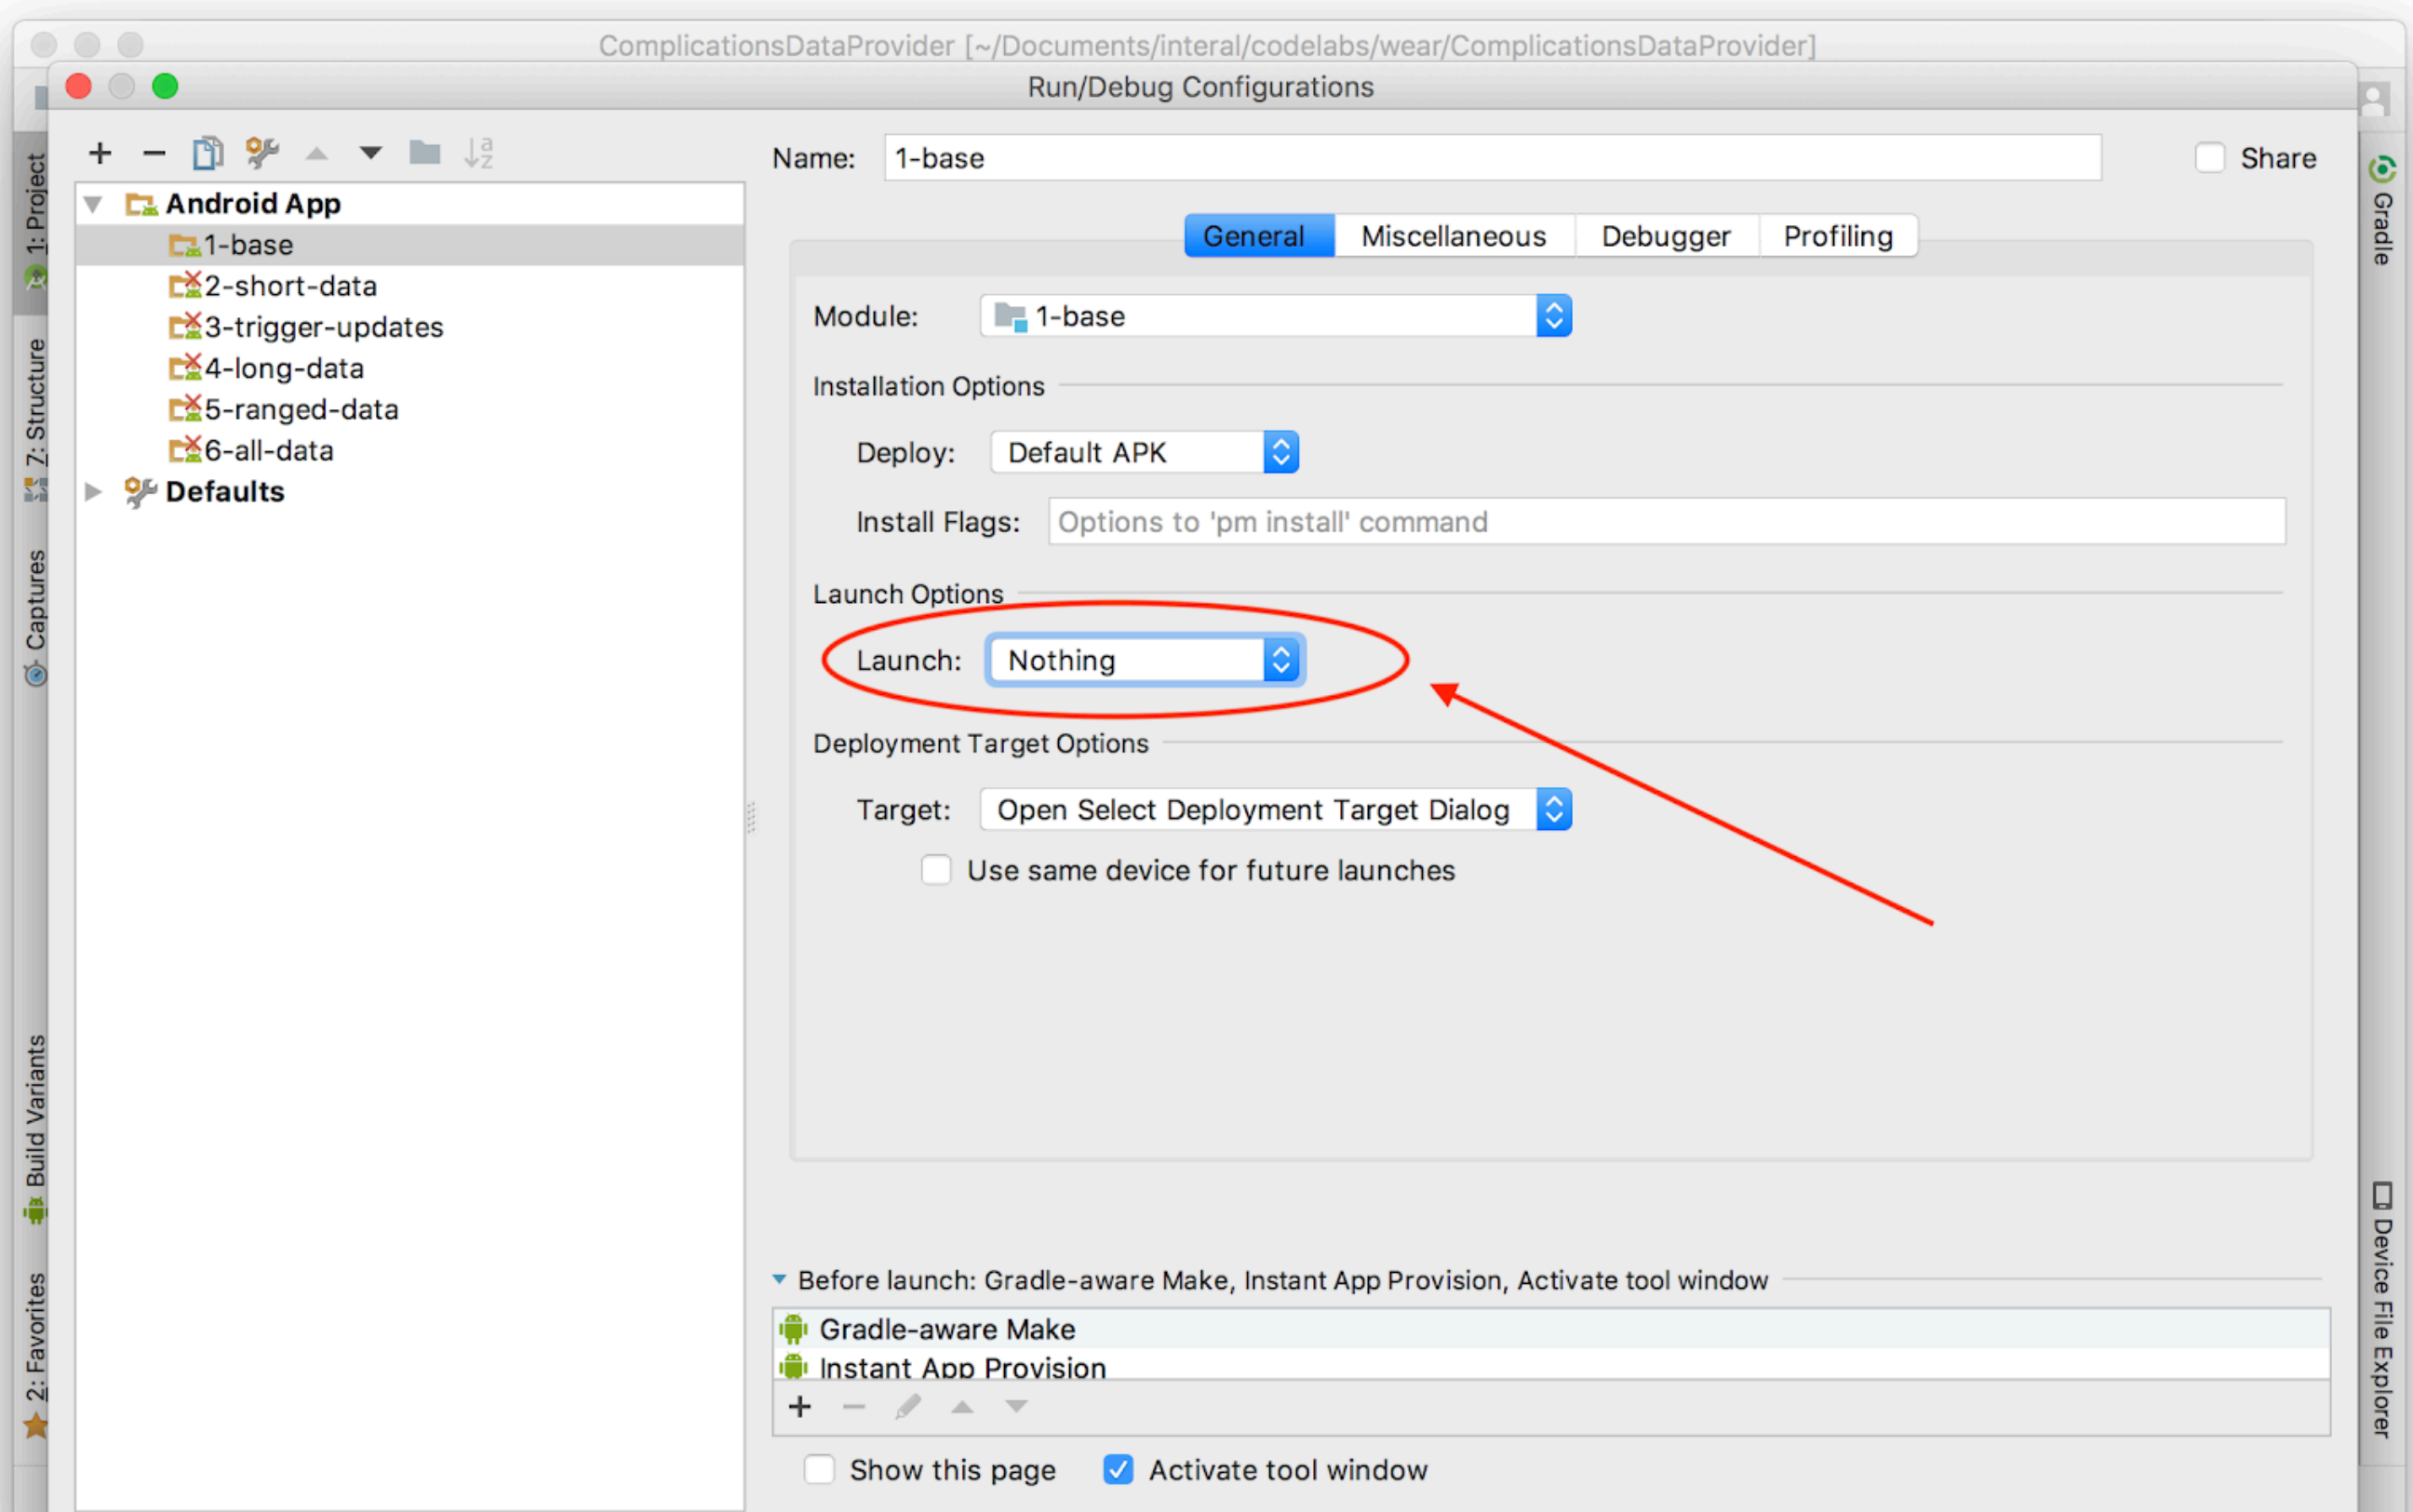 ComplicationsDataProvider [~/Documents/interal/codelabs/wear/ComplicationsDataProvider]
Run/Debug Configurations
1: Project
7: Structure
Captures
Build Variants
2: Favorites
Android App
1-base
2-short-data
3-trigger-updates
4-long-data
5-ranged-data
6-all-data
Defaults
Name: 1-base Share
General Miscellaneous Debugger Profiling
Module: 1-base
Installation Options
Deploy: Default APK
Install Flags: Options to 'pm install' command
Launch Options
Launch: Nothing
Deployment Target Options
Target: Open Select Deployment Target Dialog
Use same device for future launches
Before launch: Gradle-aware Make, Instant App Provision, Activate tool window
Gradle-aware Make
Instant App Provision
Show this page Activate tool window
Gradle
Device File Explorer